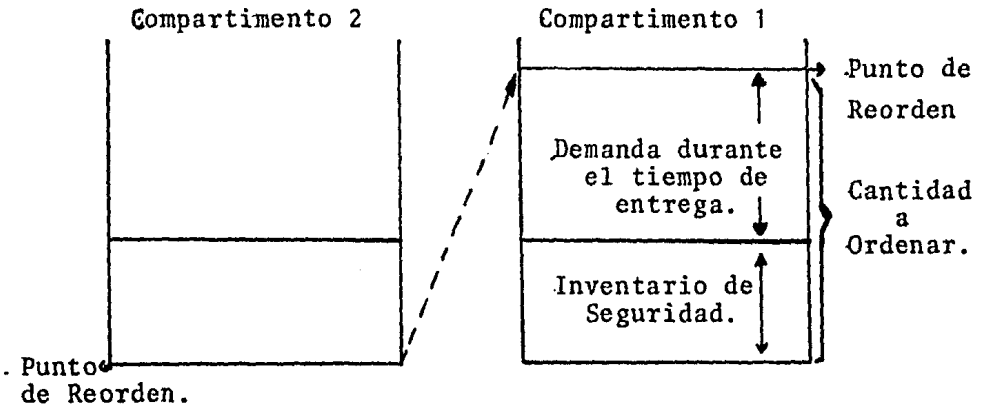 Compartimento 2
Compartimento 1
Punto de
Reorden
Demanda durante
el tiempo de
entrega.
Cantidad
a
Ordenar.
Inventario de
Seguridad.
Punto
de Reorden.